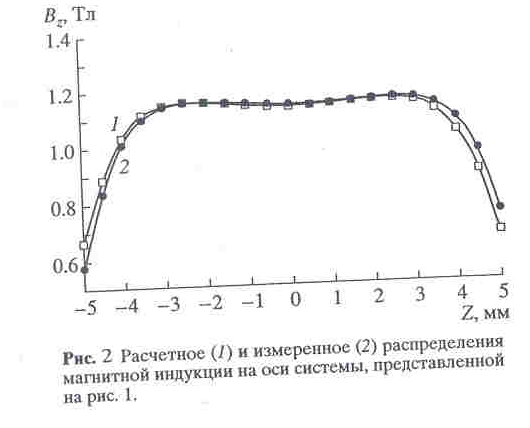 B_z, Тл
1.4
1.2
1.0
0.8
0.6
1
2
−5 −4 −3 −2 −1 0 1 2 3 4 5
Z, мм
Рис. 2 Расчетное (1) и измеренное (2) распределения
магнитной индукции на оси системы, представленной
на рис. 1.